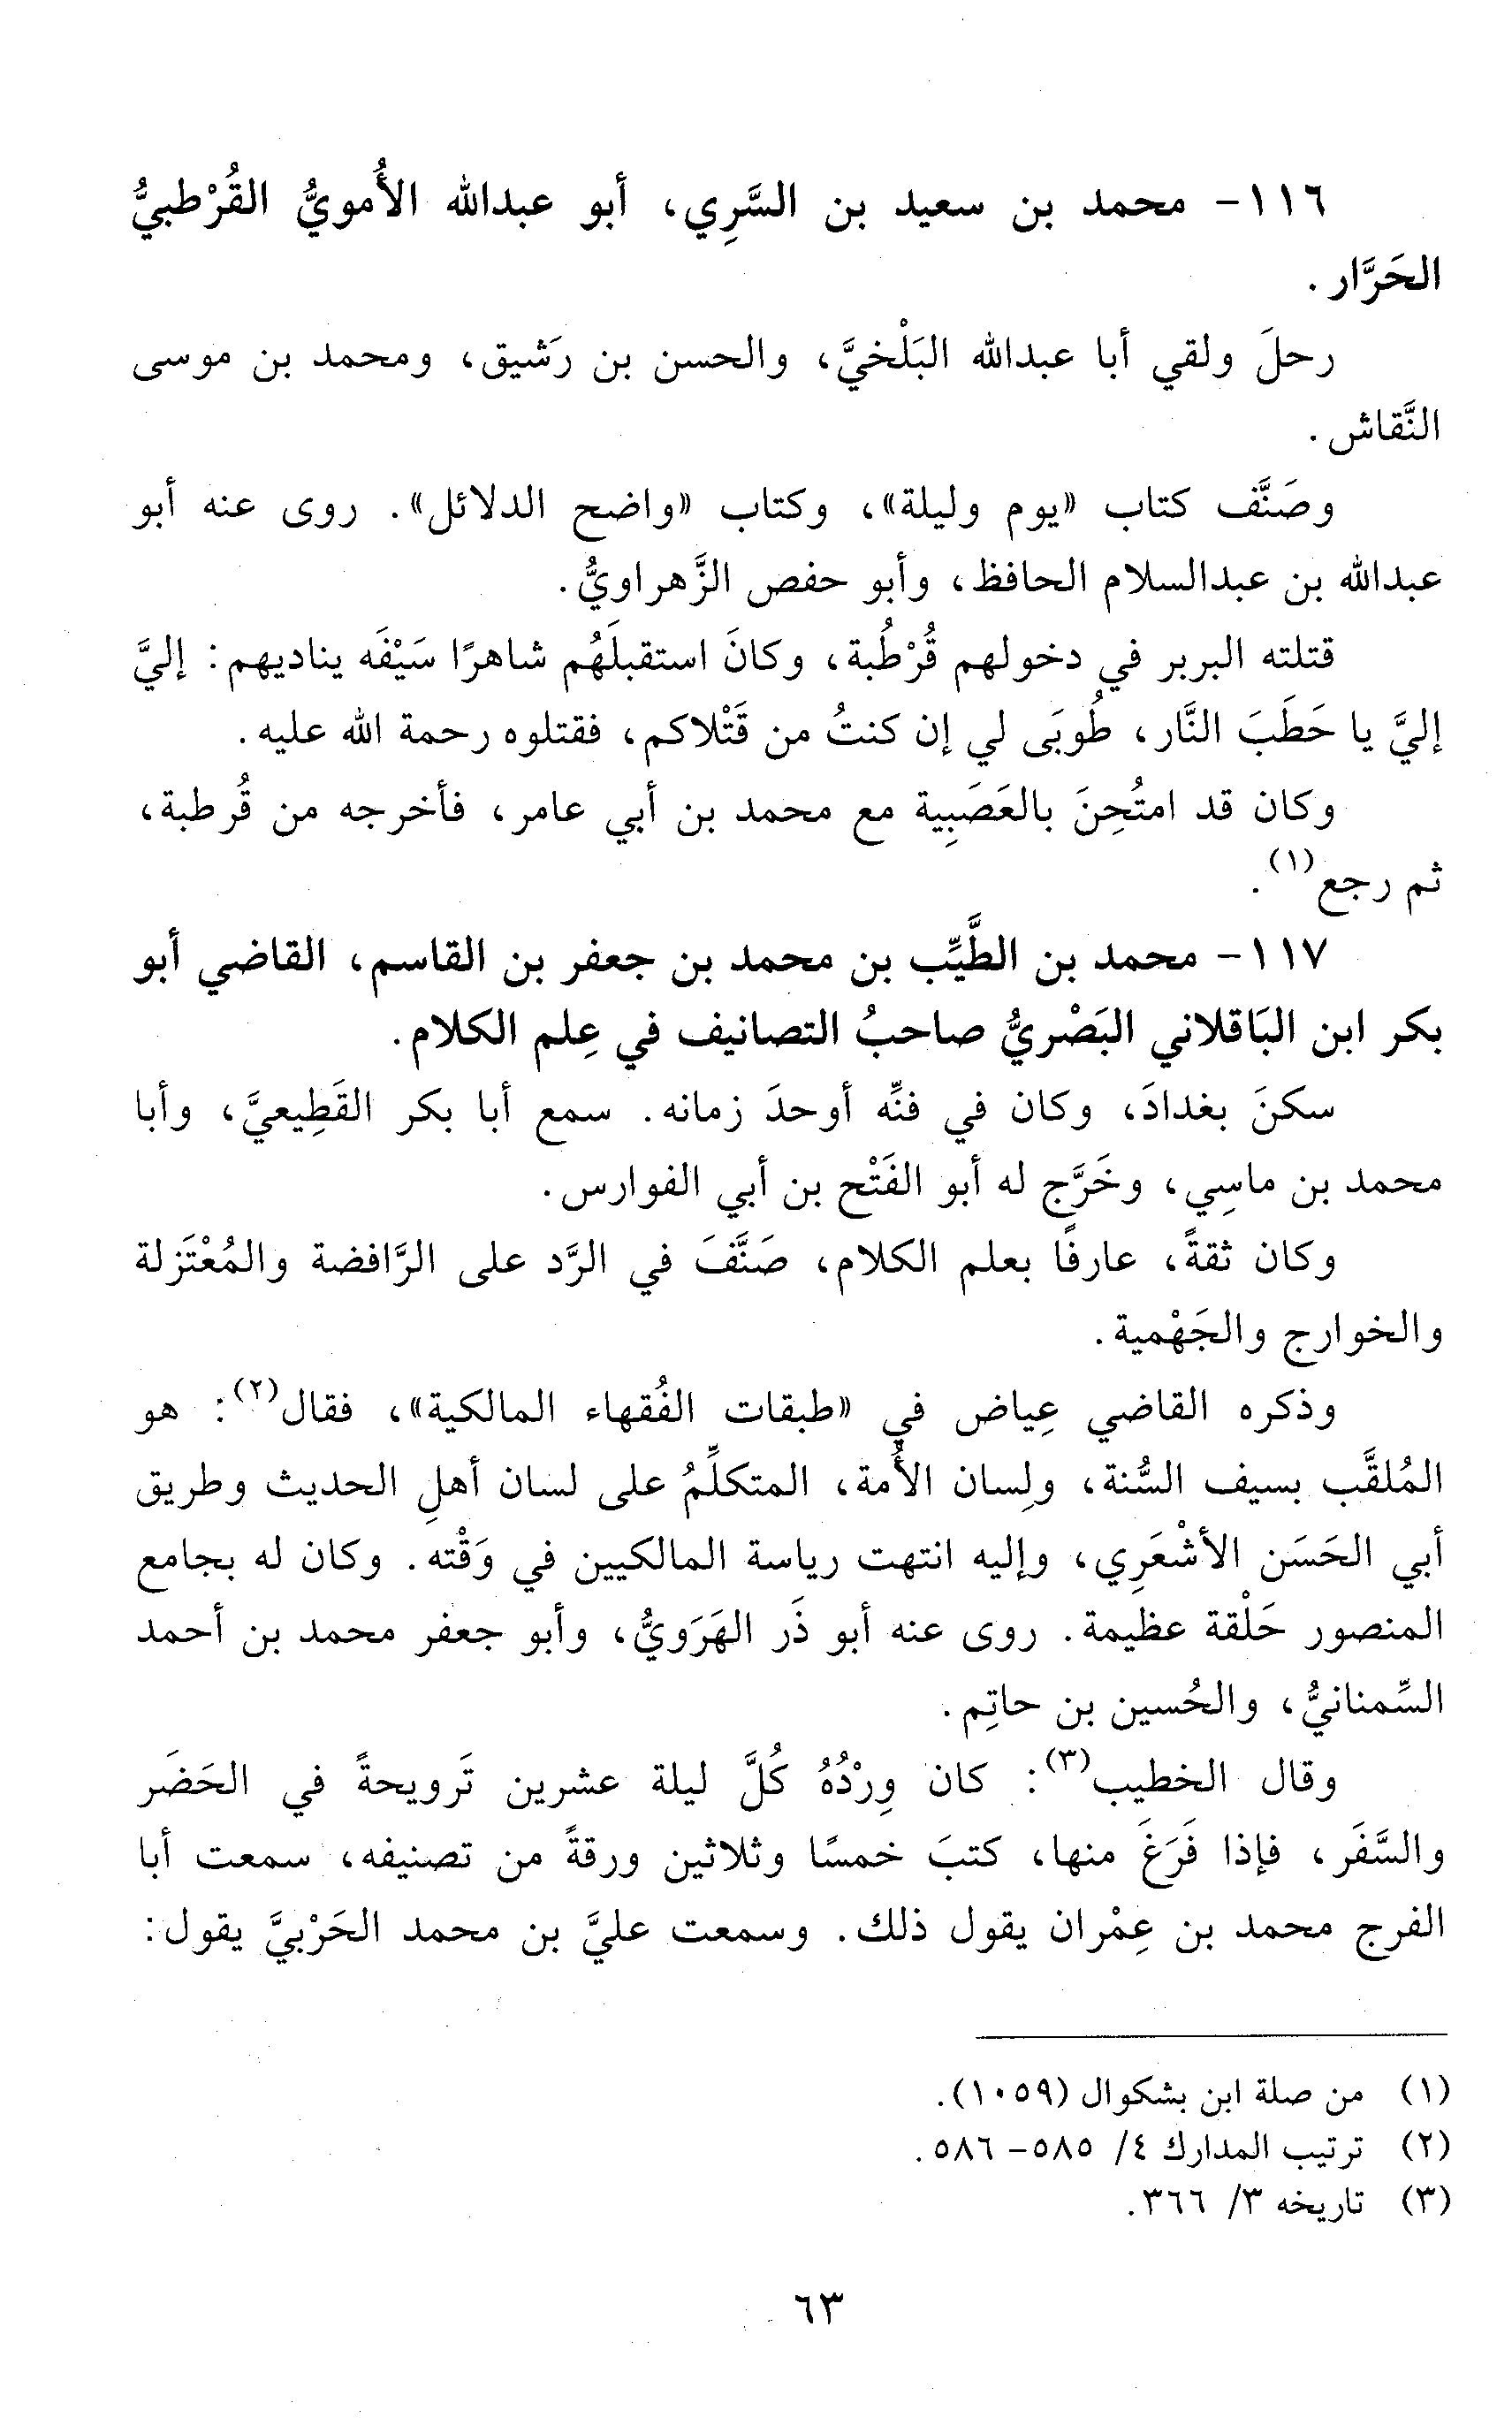 ١١٦- محمد بن سعيد بن السَّرِي، أبو عبدالله الأُمويُّ القُرْطبيُّ
الحَرَّار.
رحلَ ولقي أبا عبدالله البَلْخيَّ، والحسن بن رَشيق، ومحمد بن موسى
النَّقاش.
وصَنَّف كتاب «يوم وليلة»، وكتاب «واضح الدلائل». روى عنه أبو
عبدالله بن عبدالسلام الحافظ، وأبو حفص الزَّهراويُّ.
قتلته البربر في دخولهم قُرْطُبة، وكانَ استقبلَهُم شاهرًا سَيْفَه يناديهم: إليَّ
إليَّ يا حَطَبَ النَّار، طُوبَى لي إن كنتُ من قَتْلاكم، فقتلوه رحمة الله عليه.
وكان قد امتُحِنَ بالعَصَبِية مع محمد بن أبي عامر، فأخرجه من قُرطبة،
ثم رجع(١).
١١٧- محمد بن الطَّيِّب بن محمد بن جعفر بن القاسم، القاضي أبو
بكر ابن البَاقلاني البَصْريُّ صاحبُ التصانيف في عِلم الكلام.
سكنَ بغدادَ، وكان في فنِّه أوحدَ زمانه. سمع أبا بكر القَطِيعيَّ، وأبا
محمد بن ماسِي، وخَرَّج له أبو الفَتْح بن أبي الفوارس.
وكان ثقةً، عارفًا بعلم الكلام، صَنَّفَ في الرَّد على الرَّافضة والمُعْتَزلة
والخوارج والجَهْمية.
وذكره القاضي عِياض في «طبقات الفُقهاء المالكية»، فقال(٢): هو
المُلقَّب بسيف السُّنة، ولِسان الأُمة، المتكلِّمُ على لسان أهلِ الحديث وطريق
أبي الحَسَن الأشْعَرِي، وإليه انتهت رياسة المالكيين في وَقْته. وكان له بجامع
المنصور حَلْقة عظيمة. روى عنه أبو ذَر الهَرَويُّ، وأبو جعفر محمد بن أحمد
السِّمنانيُّ، والحُسين بن حاتِم.
وقال الخطيب(٣): كان وِرْدُهُ كُلَّ ليلة عشرين تَرويحةً في الحَضَر
والسَّفَر، فإذا فَرَغَ منها، كتبَ خمسًا وثلاثين ورقةً من تصنيفه، سمعت أبا
الفرج محمد بن عِمْران يقول ذلك. وسمعت عليَّ بن محمد الحَرْبيَّ يقول:
(١) من صلة ابن بشكوال (١٠٥٩).
(٢) ترتيب المدارك ٤/ ٥٨٥- ٥٨٦.
(٣) تاريخه ٣/ ٣٦٦.
٦٣